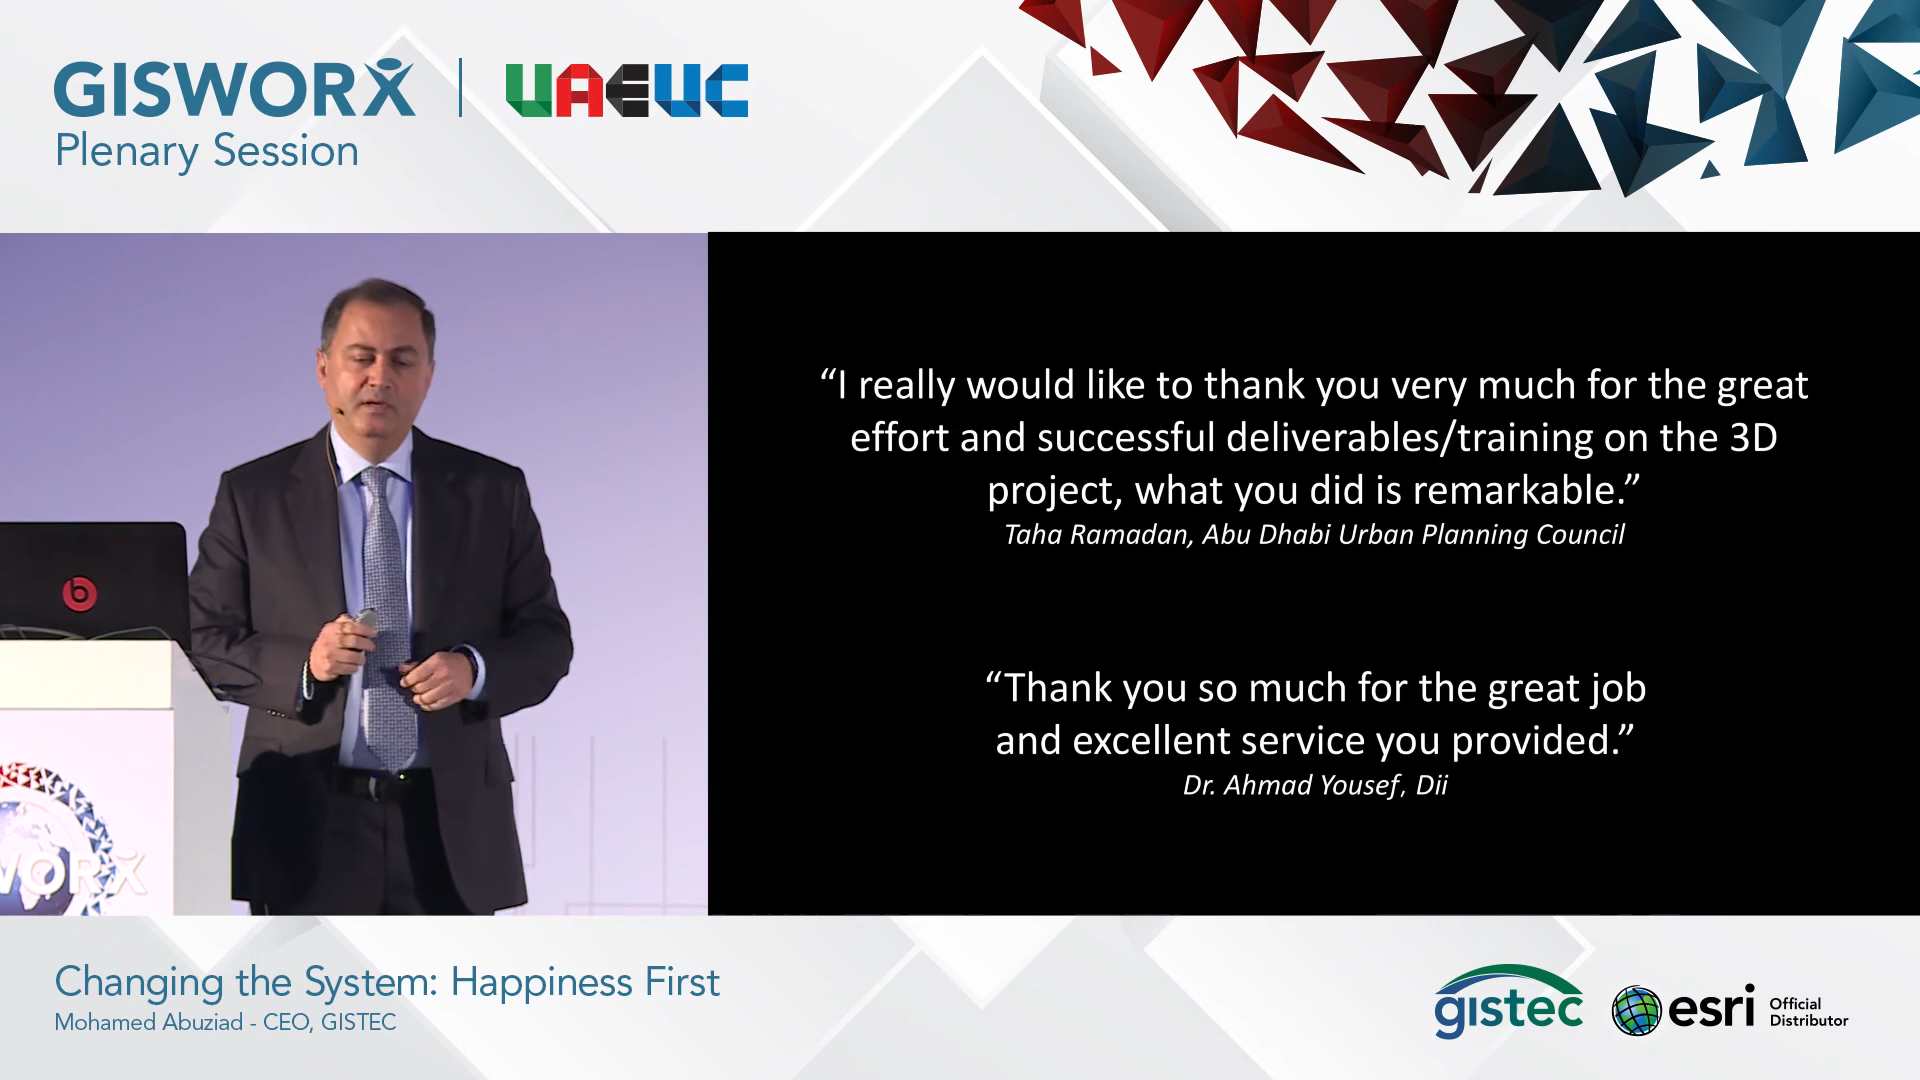 GISWORX
UAEUC
Plenary Session
“I really would like to thank you very much for the great
effort and successful deliverables/training on the 3D
project, what you did is remarkable.”
Taha Ramadan, Abu Dhabi Urban Planning Council
“Thank you so much for the great job
and excellent service you provided.”
Dr. Ahmad Yousef, Dii
b
WORX
Changing the System: Happiness First
Mohamed Abuziad - CEO, GISTEC
gistec
esri
Official
Distributor